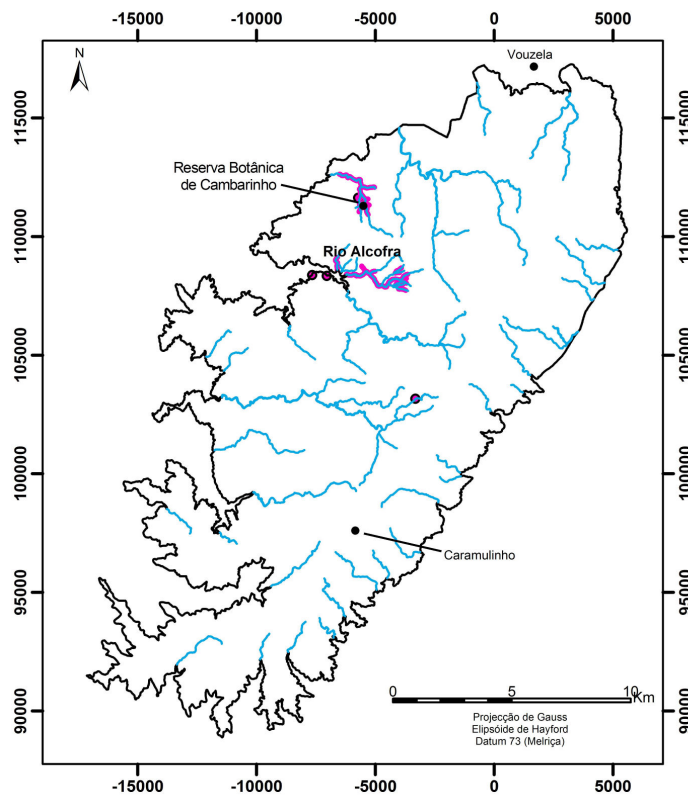 -15000 -10000 -5000 0 5000
N
Vouzela
115000 115000
Reserva Botânica
de Cambarinho
110000 110000
Rio Alcofra
105000 105000
100000 100000
Caramulinho
95000 95000
0 5 10 Km
90000 90000
Projecção de Gauss
Elipsóide de Hayford
Datum 73 (Melriça)
-15000 -10000 -5000 0 5000